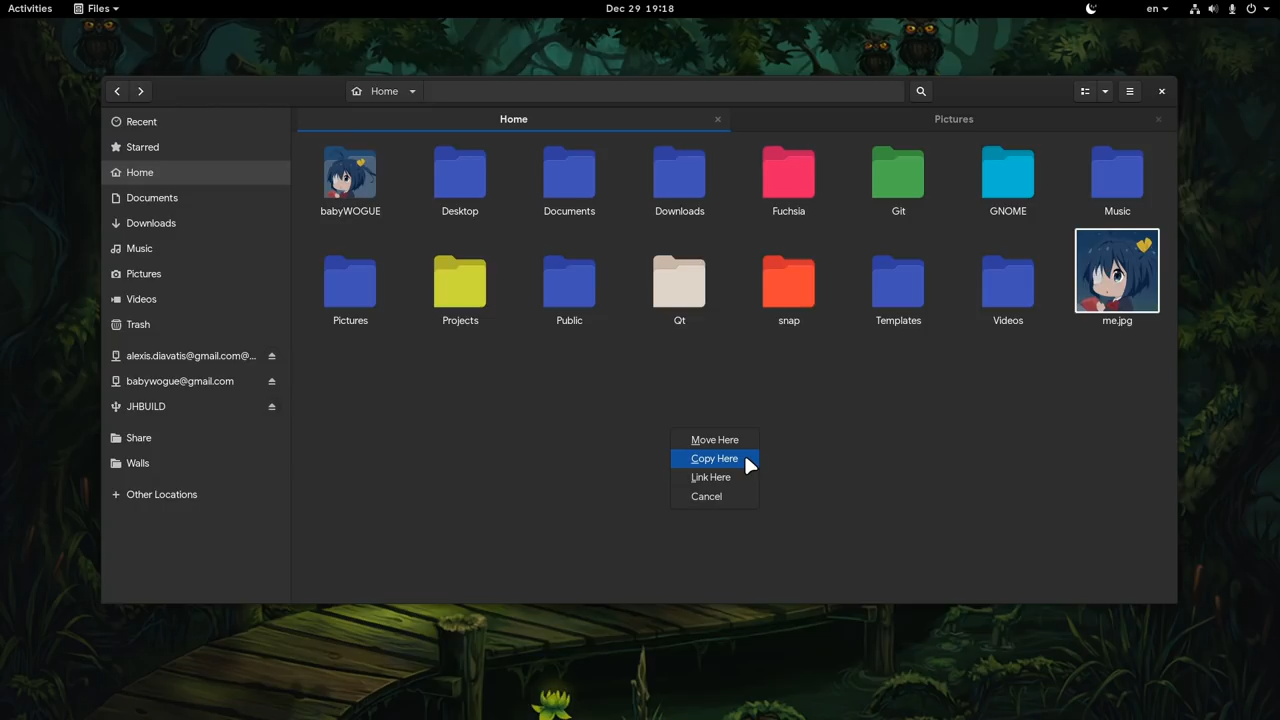 Activities
Files
Dec 29 19:18
en
Home
Home
Pictures
Recent
Starred
Home
Documents
Downloads
Music
Pictures
Videos
Trash
alexis.diavatis@gmail.com@...
babywogue@gmail.com
JHBUILD
Share
Walls
Other Locations
babyWOGUE
Desktop
Documents
Downloads
Fuchsia
Git
GNOME
Music
Pictures
Projects
Public
Qt
snap
Templates
Videos
me.jpg
Move Here
Copy Here
Link Here
Cancel